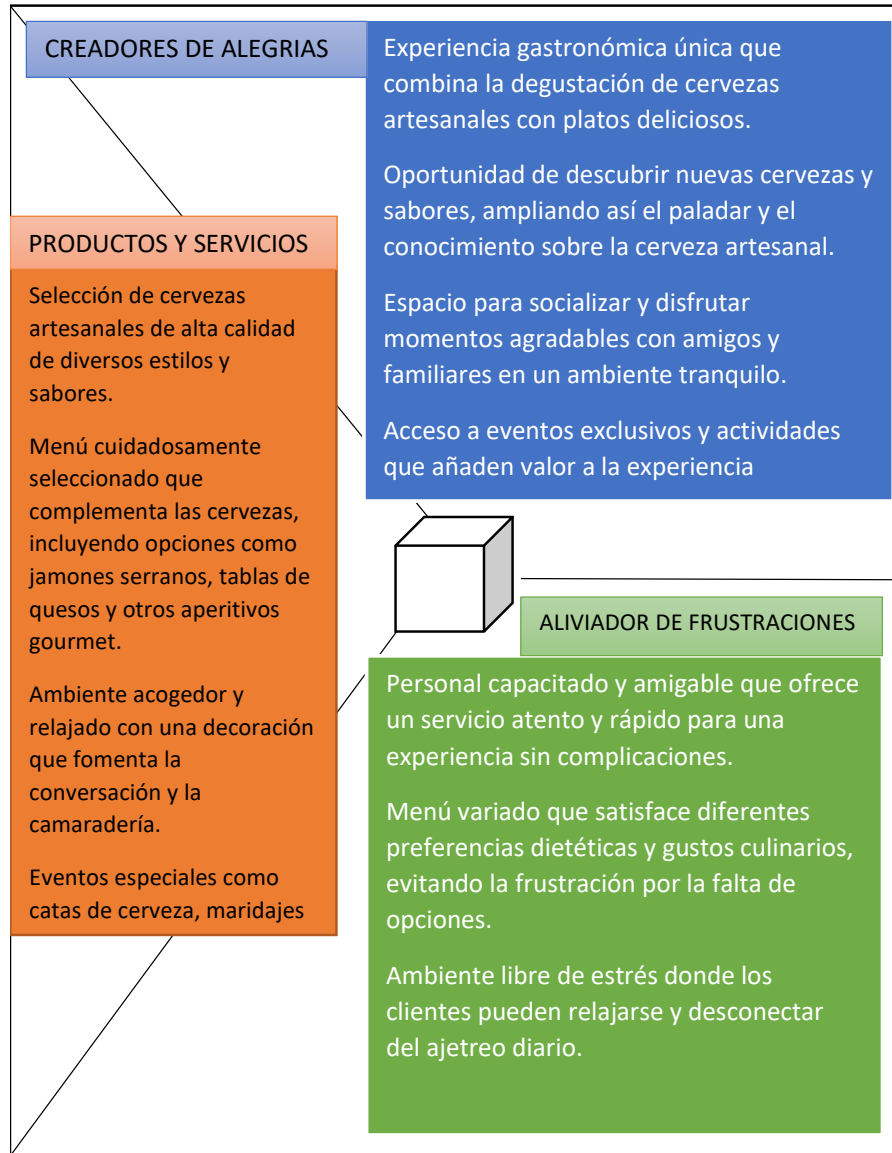 CREADORES DE ALEGRIAS
Experiencia gastronómica única que
combina la degustación de cervezas
artesanales con platos deliciosos.
Oportunidad de descubrir nuevas cervezas y
sabores, ampliando así el paladar y el
conocimiento sobre la cerveza artesanal.
Espacio para socializar y disfrutar
momentos agradables con amigos y
familiares en un ambiente tranquilo.
Acceso a eventos exclusivos y actividades
que añaden valor a la experiencia
PRODUCTOS Y SERVICIOS
Selección de cervezas
artesanales de alta calidad
de diversos estilos y
sabores.
Menú cuidadosamente
seleccionado que
complementa las cervezas,
incluyendo opciones como
jamones serranos, tablas de
quesos y otros aperitivos
gourmet.
Ambiente acogedor y
relajado con una decoración
que fomenta la
conversación y la
camaradería.
Eventos especiales como
catas de cerveza, maridajes
ALIVIADOR DE FRUSTRACIONES
Personal capacitado y amigable que ofrece
un servicio atento y rápido para una
experiencia sin complicaciones.
Menú variado que satisface diferentes
preferencias dietéticas y gustos culinarios,
evitando la frustración por la falta de
opciones.
Ambiente libre de estrés donde los
clientes pueden relajarse y desconectar
del ajetreo diario.